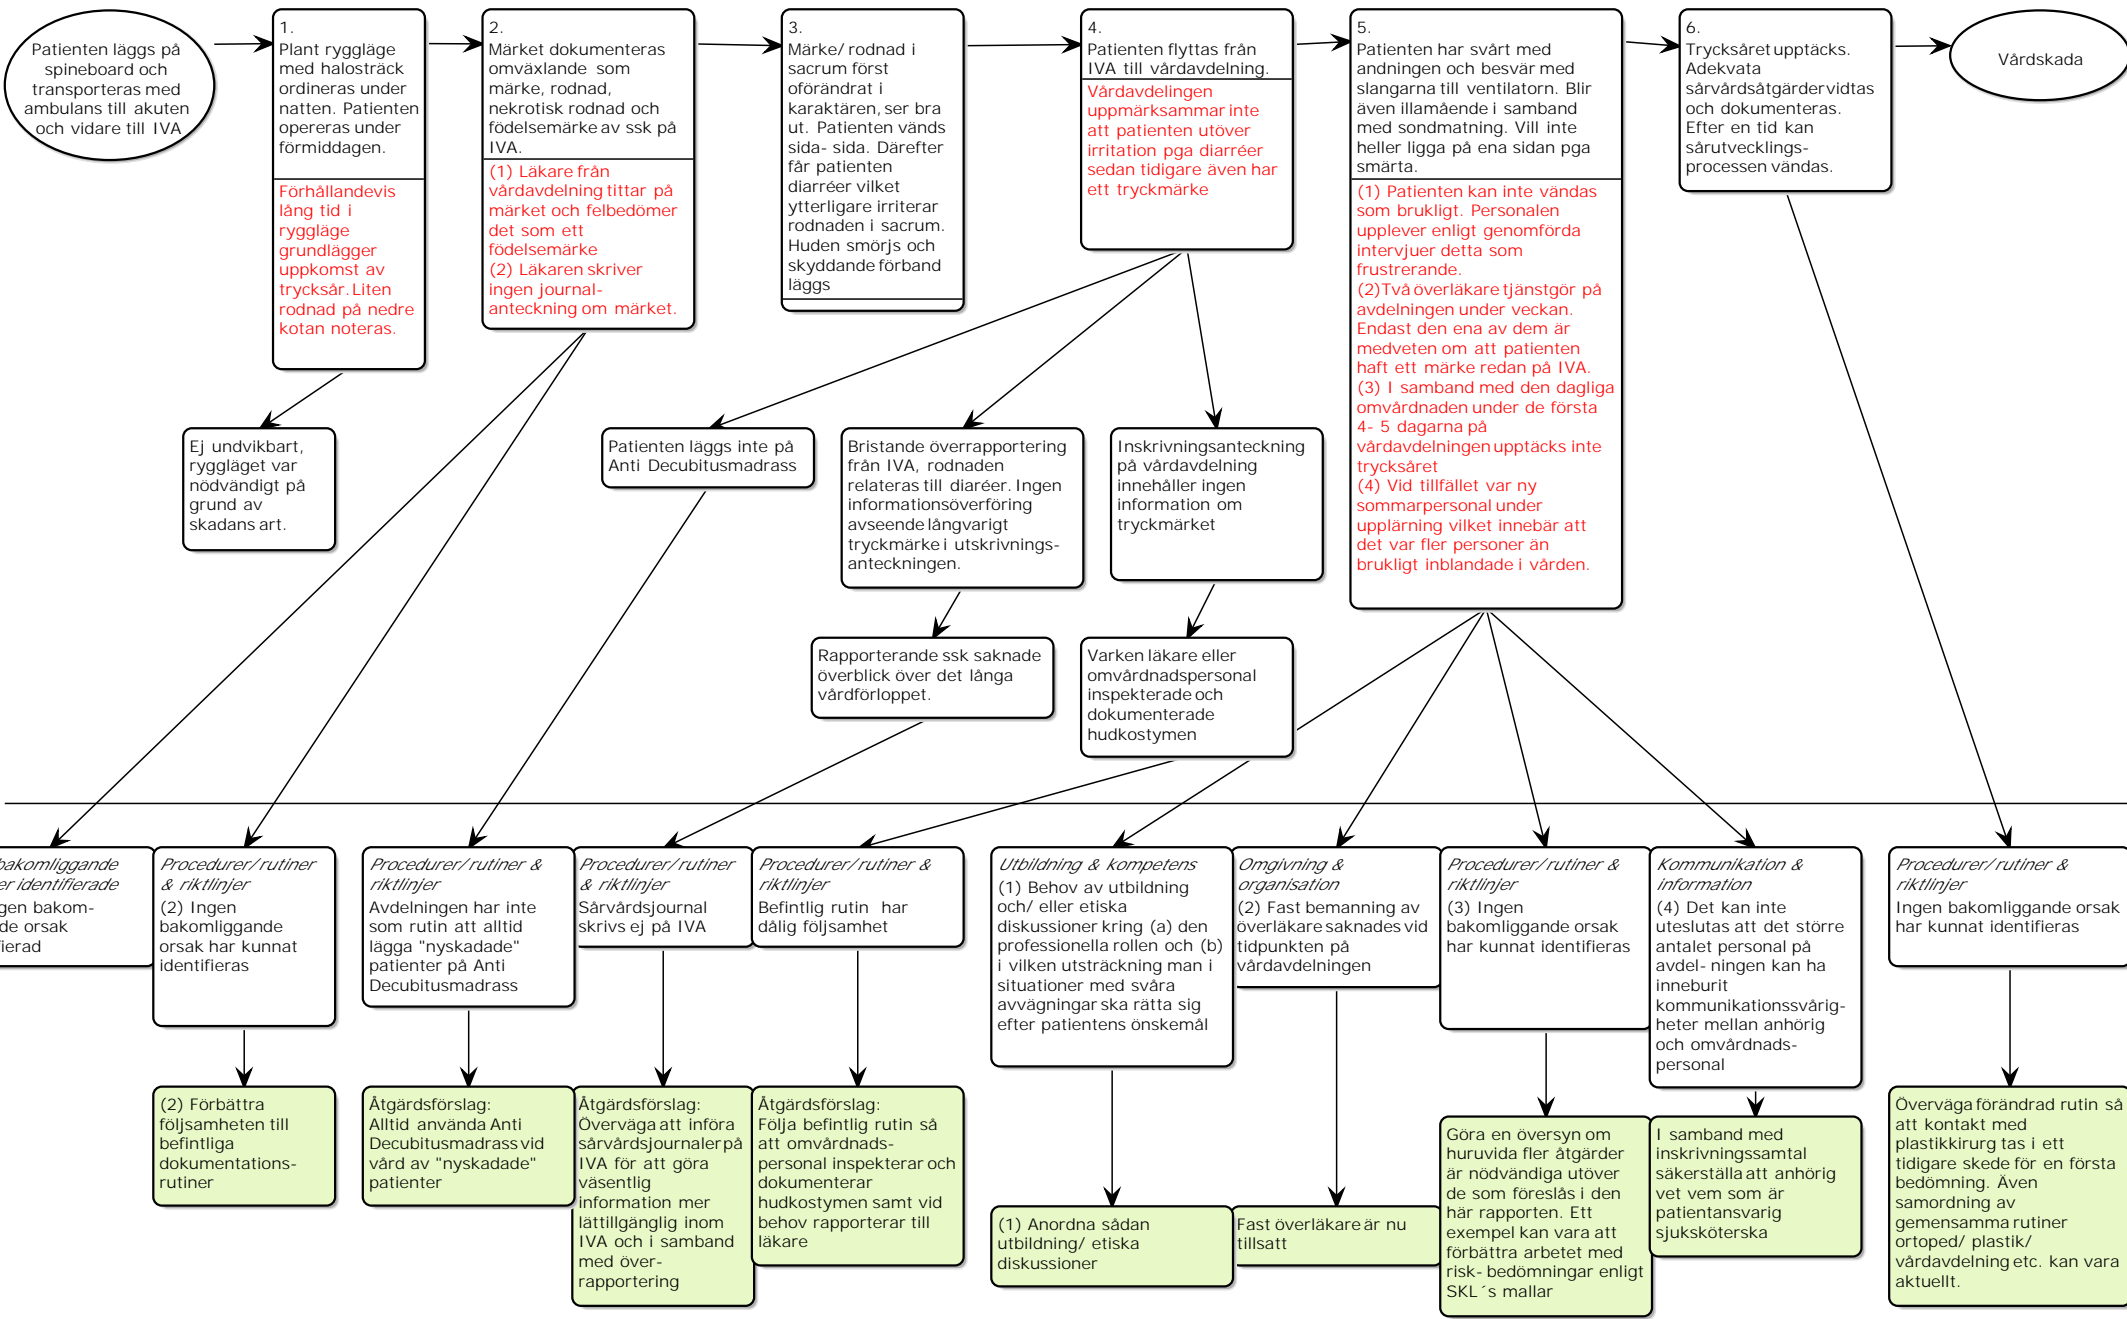 Patienten läggs på
spineboard och
transporteras med
ambulans till akuten
och vidare till IVA
1.
Plant ryggläge
med halosträck
ordineras under
natten. Patienten
opereras under
förmiddagen.
Förhållandevis
lång tid i
ryggläge
grundlägger
uppkomst av
trycksår. Liten
rodnad på nedre
kotan noteras.
2.
Märket dokumenteras
omväxlande som
märke, rodnad,
nekrotisk rodnad och
födelsemärke av ssk på
IVA.
(1) Läkare från
vårdavdelning tittar på
märket och felbedömer
det som ett
födelsemärke
(2) Läkaren skriver
ingen journal-
anteckning om märket.
3.
Märke/ rodnad i
sacrum först
oförändrat i
karaktären, ser bra
ut. Patienten vänds
sida- sida. Därefter
får patienten
diarréer vilket
ytterligare irriterar
rodnaden i sacrum.
Huden smörjs och
skyddande förband
läggs
4.
Patienten flyttas från
IVA till vårdavdelning.
Vårdavdelingen
uppmärksammar inte
att patienten utöver
irritation pga diarréer
sedan tidigare även har
ett tryckmärke
5.
Patienten har svårt med
andningen och besvär med
slangarna till ventilatorn. Blir
även illamående i samband
med sondmatning. Vill inte
heller ligga på ena sidan pga
smärta.
(1) Patienten kan inte vändas
som brukligt. Personalen
upplever enligt genomförda
intervjuer detta som
frustrerande.
(2)Två överläkare tjänstgör på
avdelningen under veckan.
Endast den ena av dem är
medveten om att patienten
haft ett märke redan på IVA.
(3) I samband med den dagliga
omvårdnaden under de första
4- 5 dagarna på
vårdavdelningen upptäcks inte
trycksåret
(4) Vid tillfället var ny
sommarpersonal under
upplärning vilket innebär att
det var fler personer än
brukligt inblandade i vården.
6.
Trycksåret upptäcks.
Adekvata
sårvårdsåtgärder vidtas
och dokumenteras.
Efter en tid kan
sårutvecklings-
processen vändas.
Vårdskada
Ej undvikbart,
ryggläget var
nödvändigt på
grund av
skadans art.
Patienten läggs inte på
Anti Decubitusmadrass
Bristande överrapportering
från IVA, rodnaden
relateras till diaréer. Ingen
informationsöverföring
avseende långvarigt
tryckmärke i utskrivnings-
anteckningen.
Inskrivningsanteckning
på vårdavdelning
innehåller ingen
information om
tryckmärket
Rapporterande ssk saknade
överblick över det långa
vårdförloppet.
Varken läkare eller
omvårdnadspersonal
inspekterade och
dokumenterade
hudkostymen
bakomliggande
er identifierade
gen bakom-
de orsak
fierad
Procedurer/ rutiner
& riktlinjer
(2) Ingen
bakomliggande
orsak har kunnat
identifieras
Procedurer/ rutiner &
riktlinjer
Avdelningen har inte
som rutin att alltid
lägga "nyskadade"
patienter på Anti
Decubitusmadrass
Procedurer/ rutiner
& riktlinjer
Sårvårdsjournal
skrivs ej på IVA
Procedurer/ rutiner &
riktlinjer
Befintlig rutin har
dålig följsamhet
Utbildning & kompetens
(1) Behov av utbildning
och/ eller etiska
diskussioner kring (a) den
professionella rollen och (b)
i vilken utsträckning man i
situationer med svåra
avvägningar ska rätta sig
efter patientens önskemål
Omgivning &
organisation
(2) Fast bemanning av
överläkare saknades vid
tidpunkten på
vårdavdelningen
Procedurer/ rutiner &
riktlinjer
(3) Ingen
bakomliggande orsak
har kunnat identifieras
Kommunikation &
information
(4) Det kan inte
uteslutas att det större
antalet personal på
avdel- ningen kan ha
inneburit
kommunikationssvårig-
heter mellan anhörig
och omvårdnads-
personal
Procedurer/ rutiner &
riktlinjer
Ingen bakomliggande orsak
har kunnat identifieras
(2) Förbättra
följsamheten till
befintliga
dokumentations-
rutiner
Åtgärdsförslag:
Alltid använda Anti
Decubitusmadrass vid
vård av "nyskadade"
patienter
Åtgärdsförslag:
Överväga att införa
sårvårdsjournaler på
IVA för att göra
väsentlig
information mer
lättillgänglig inom
IVA och i samband
med över-
rapportering
Åtgärdsförslag:
Följa befintlig rutin så
att omvårdnads-
personal inspekterar och
dokumenterar
hudkostymen samt vid
behov rapporterar till
läkare
(1) Anordna sådan
utbildning/ etiska
diskussioner
Fast överläkare är nu
tillsatt
Göra en översyn om
huruvida fler åtgärder
är nödvändiga utöver
de som föreslås i den
här rapporten. Ett
exempel kan vara att
förbättra arbetet med
risk- bedömningar enligt
SKL´s mallar
I samband med
inskrivningssamtal
säkerställa att anhörig
vet vem som är
patientansvarig
sjuksköterska
Överväga förändrad rutin så
att kontakt med
plastikkirurg tas i ett
tidigare skede för en första
bedömning. Även
samordning av
gemensamma rutiner
ortoped/ plastik/
vårdavdelning etc. kan vara
aktuellt.